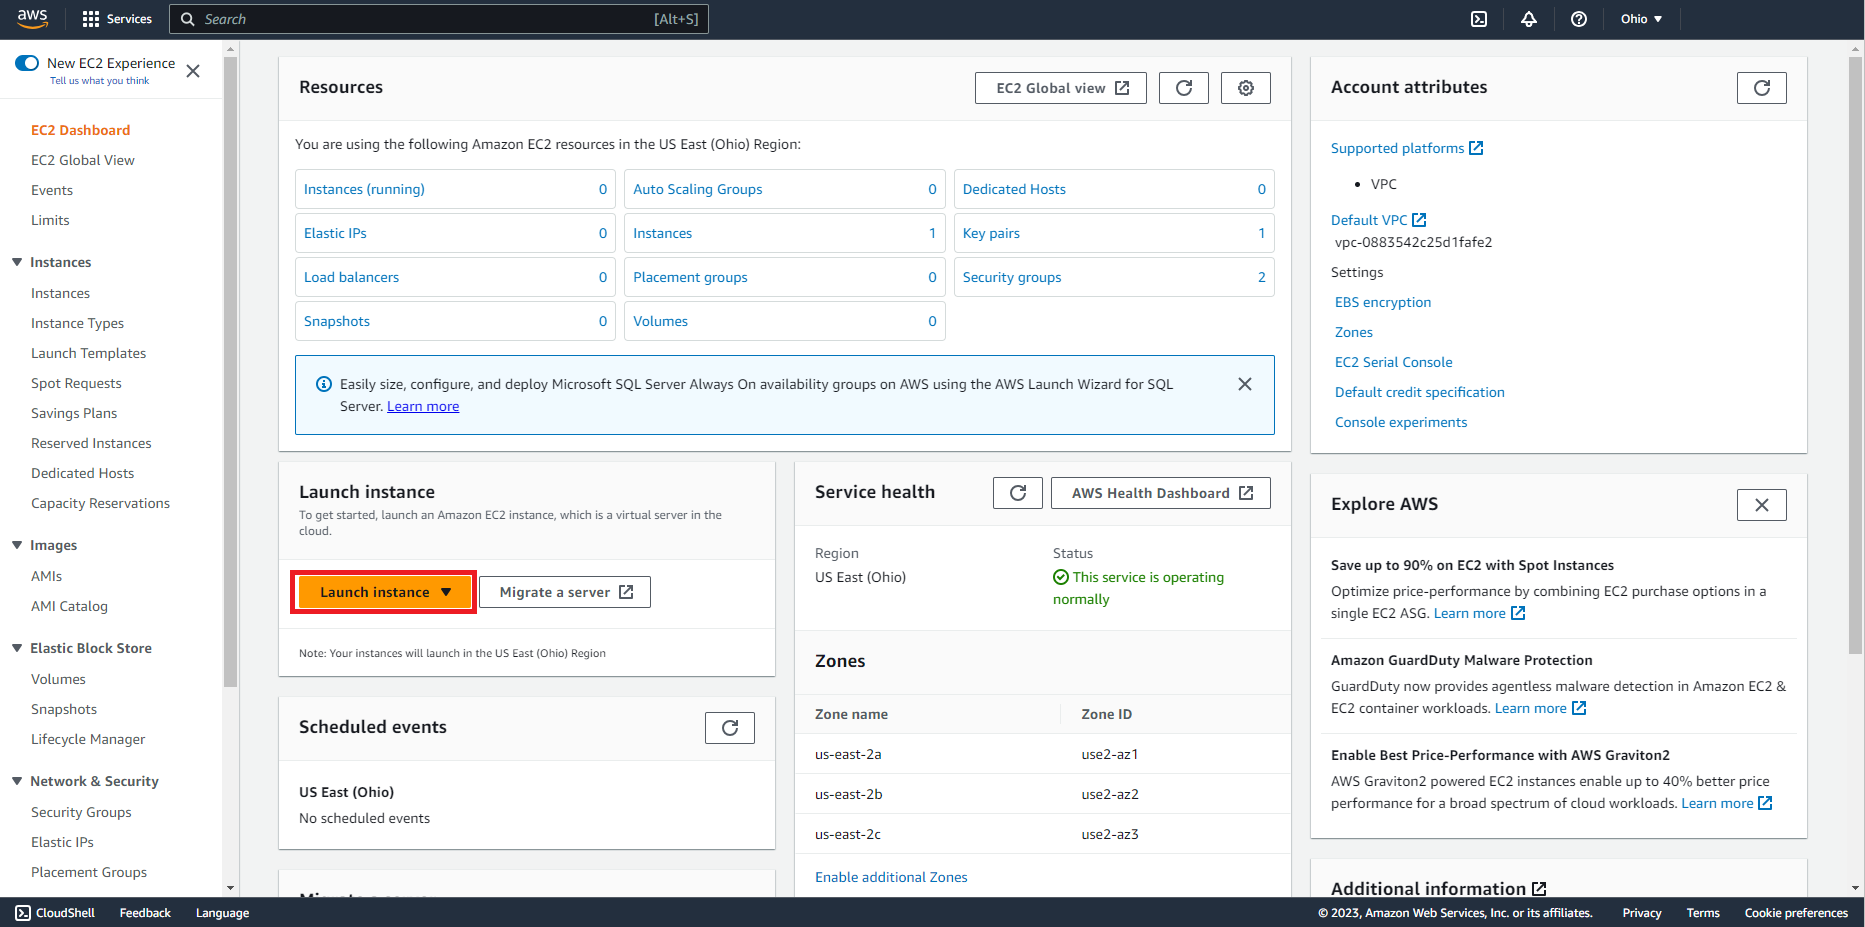 aws
Services
Search
[Alt+S]
Ohio ▼
New EC2 Experience
Tell us what you think
EC2 Dashboard
EC2 Global View
Events
Limits
Instances
Instances
Instance Types
Launch Templates
Spot Requests
Savings Plans
Reserved Instances
Dedicated Hosts
Capacity Reservations
Images
AMIs
AMI Catalog
Elastic Block Store
Volumes
Snapshots
Lifecycle Manager
Network & Security
Security Groups
Elastic IPs
Placement Groups
Resources
EC2 Global view
You are using the following Amazon EC2 resources in the US East (Ohio) Region:
Instances (running) 0
Auto Scaling Groups 0
Dedicated Hosts 0
Elastic IPs 0
Instances 1
Key pairs 1
Load balancers 0
Placement groups 0
Security groups 2
Snapshots 0
Volumes 0
Easily size, configure, and deploy Microsoft SQL Server Always On availability groups on AWS using the AWS Launch Wizard for SQL
Server. Learn more
Launch instance
To get started, launch an Amazon EC2 instance, which is a virtual server in the
cloud.
Launch instance ▼
Migrate a server
Note: Your instances will launch in the US East (Ohio) Region
Scheduled events
US East (Ohio)
No scheduled events
Service health
AWS Health Dashboard
Region
US East (Ohio)
Status
This service is operating
normally
Zones
Zone name
Zone ID
us-east-2a
use2-az1
us-east-2b
use2-az2
us-east-2c
use2-az3
Enable additional Zones
Account attributes
Supported platforms
• VPC
Default VPC
vpc-0883542c25d1fafe2
Settings
EBS encryption
Zones
EC2 Serial Console
Default credit specification
Console experiments
Explore AWS
Save up to 90% on EC2 with Spot Instances
Optimize price-performance by combining EC2 purchase options in a
single EC2 ASG. Learn more
Amazon GuardDuty Malware Protection
GuardDuty now provides agentless malware detection in Amazon EC2 &
EC2 container workloads. Learn more
Enable Best Price-Performance with AWS Graviton2
AWS Graviton2 powered EC2 instances enable up to 40% better price
performance for a broad spectrum of cloud workloads. Learn more
Additional information
CloudShell
Feedback
Language
© 2023, Amazon Web Services, Inc. or its affiliates.
Privacy
Terms
Cookie preferences